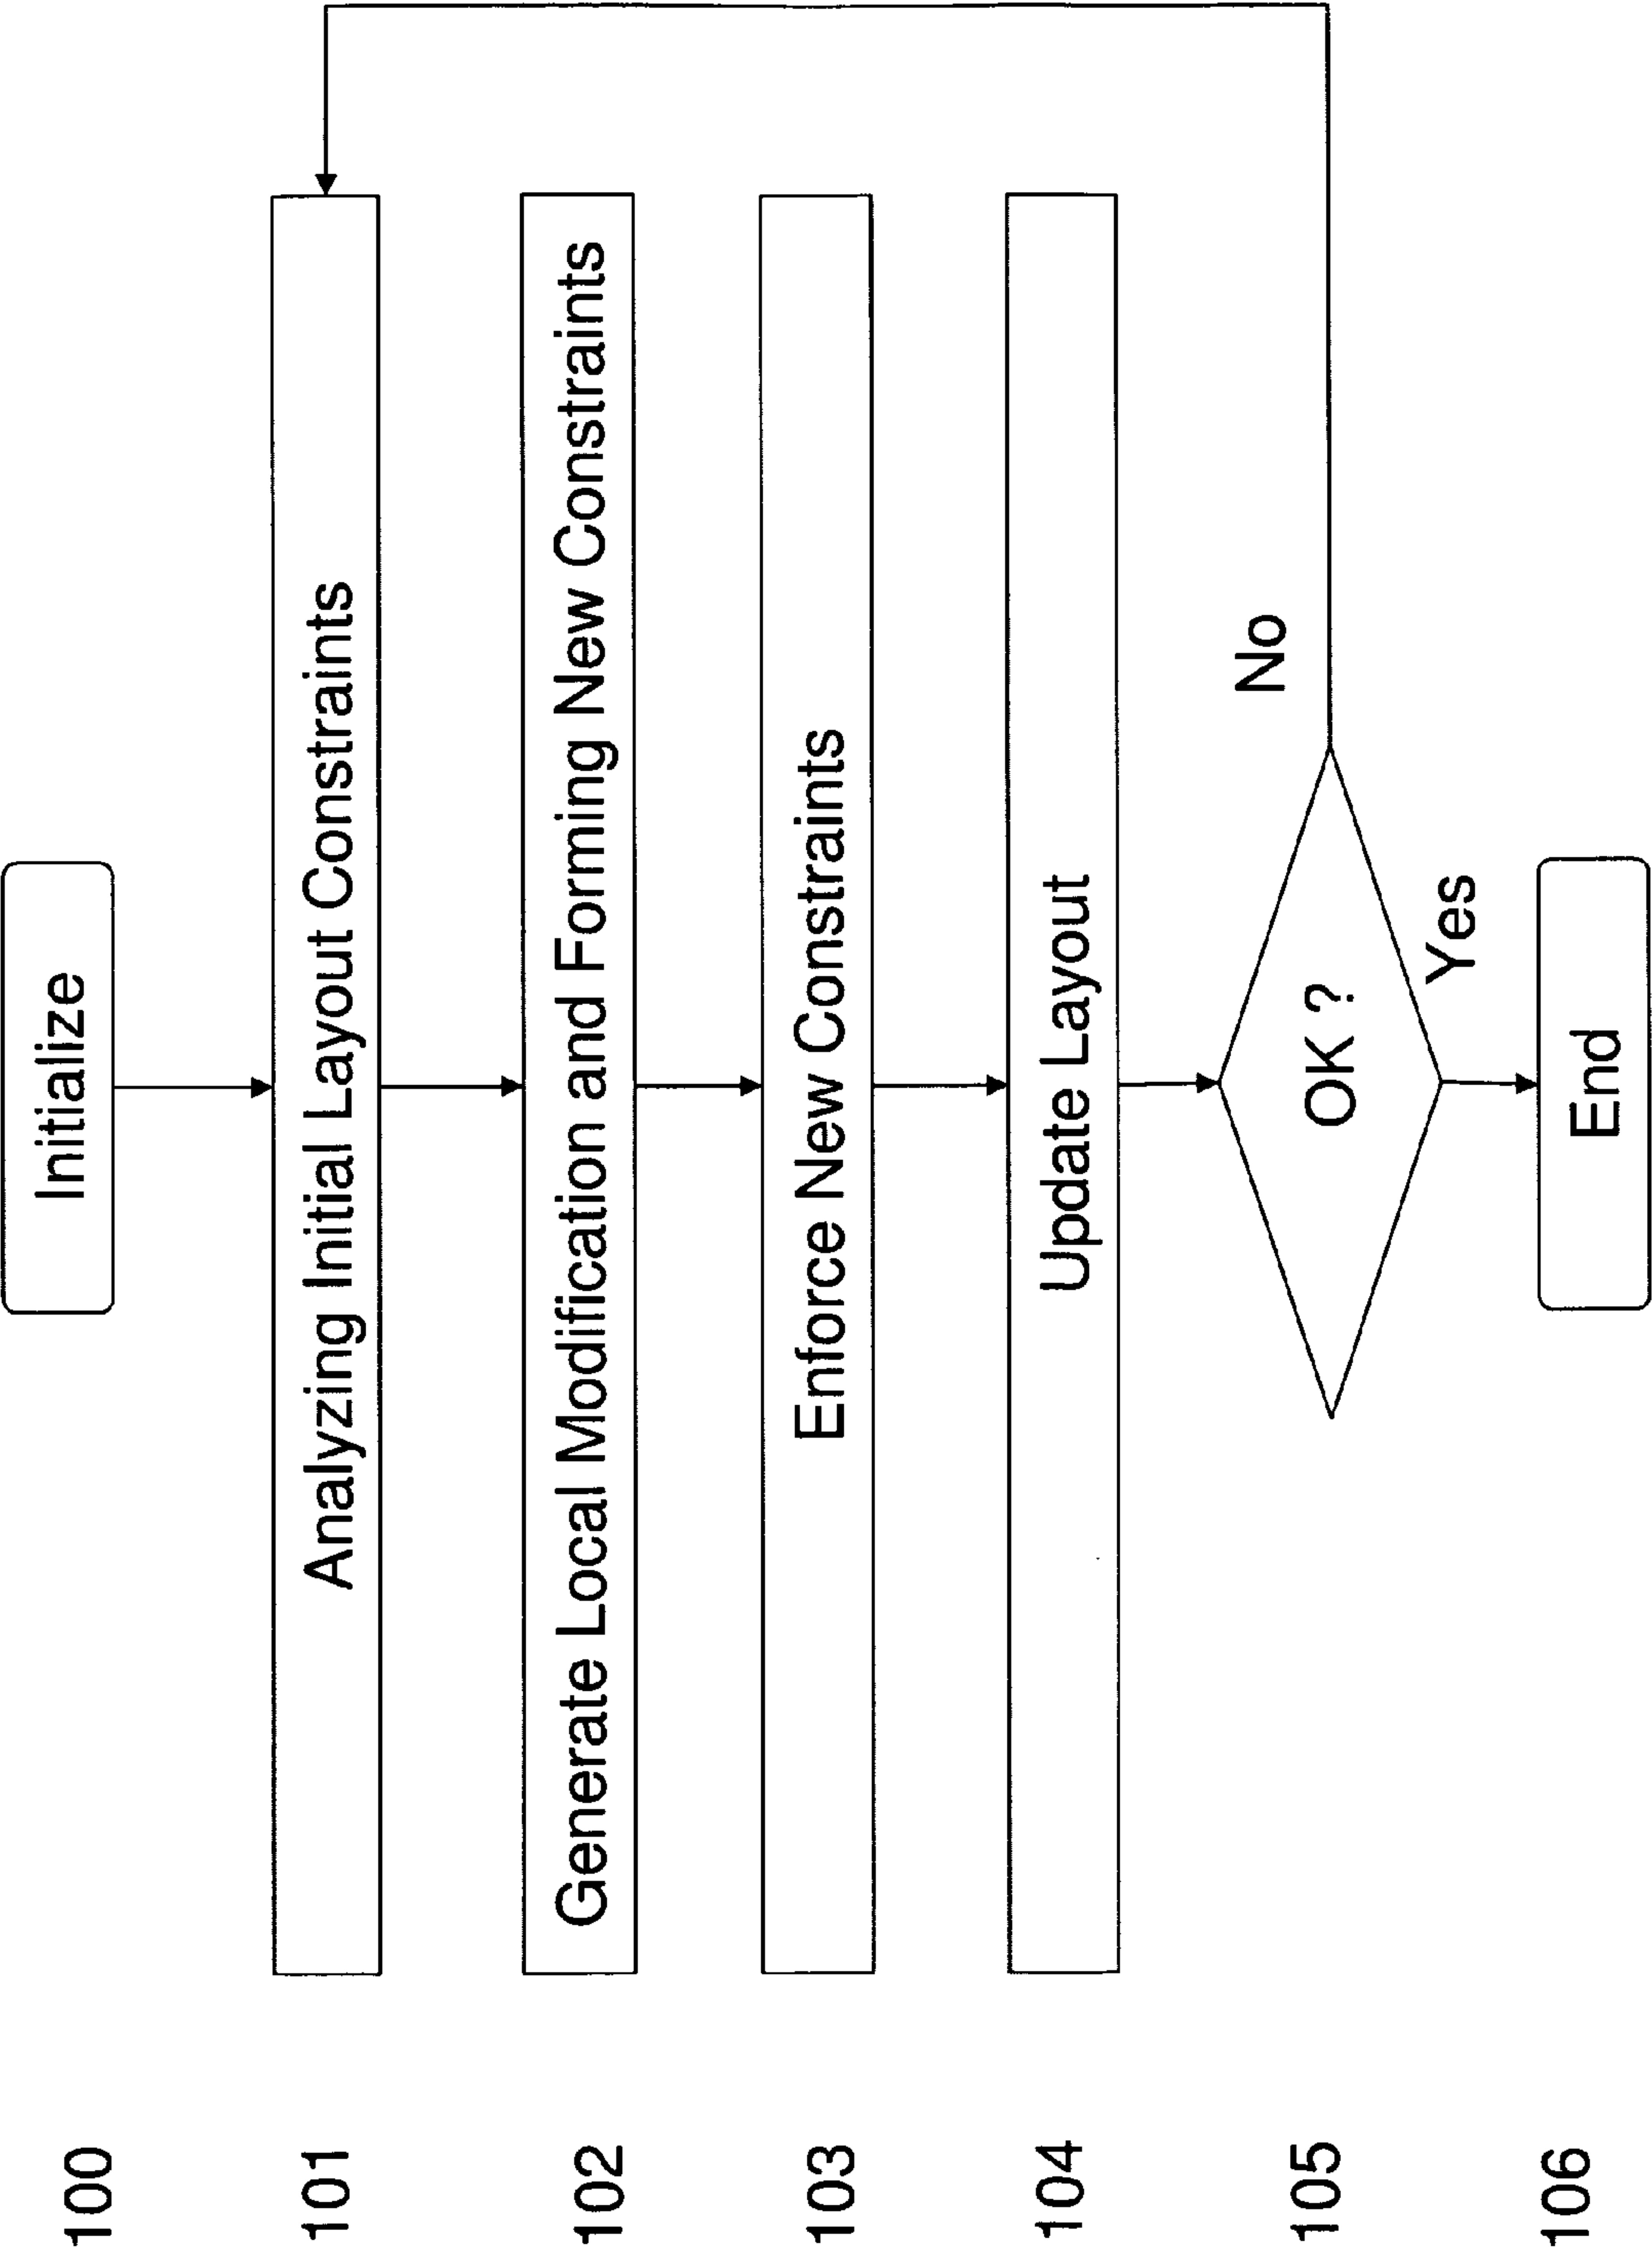 100
Initialize
101
Analyzing Initial Layout Constraints
102
Generate Local Modification and Forming New Constraints
103
Enforce New Constraints
104
Update Layout
105
OK ?
No
Yes
106
End